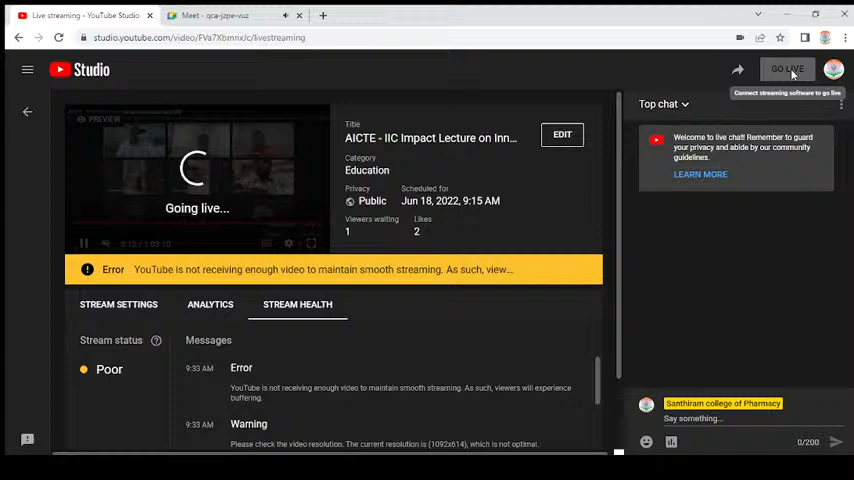 Live streaming - YouTube Studio
Meet - qca-jzpe-vuz
studio.youtube.com/video/FVa7XbmnxJc/livestreaming
Studio
GO LIVE
Connect streaming software to go live
PREVIEW
Going live...
0:12 / 1:03:10
Title
AICTE - IIC Impact Lecture on Inn...
EDIT
Category
Education
Privacy
Scheduled for
Public
Jun 18, 2022, 9:15 AM
Viewers waiting
Likes
1
2
Top chat
Welcome to live chat! Remember to guard
your privacy and abide by our community
guidelines.
LEARN MORE
Error YouTube is not receiving enough video to maintain smooth streaming. As such, view...
STREAM SETTINGS
ANALYTICS
STREAM HEALTH
Stream status
Poor
Messages
9:33 AM Error
YouTube is not receiving enough video to maintain smooth streaming. As such, viewers will experience
buffering.
9:33 AM Warning
Please check the video resolution. The current resolution is (1092x614), which is not optimal.
Santhiram college of Pharmacy
Say something...
0/200